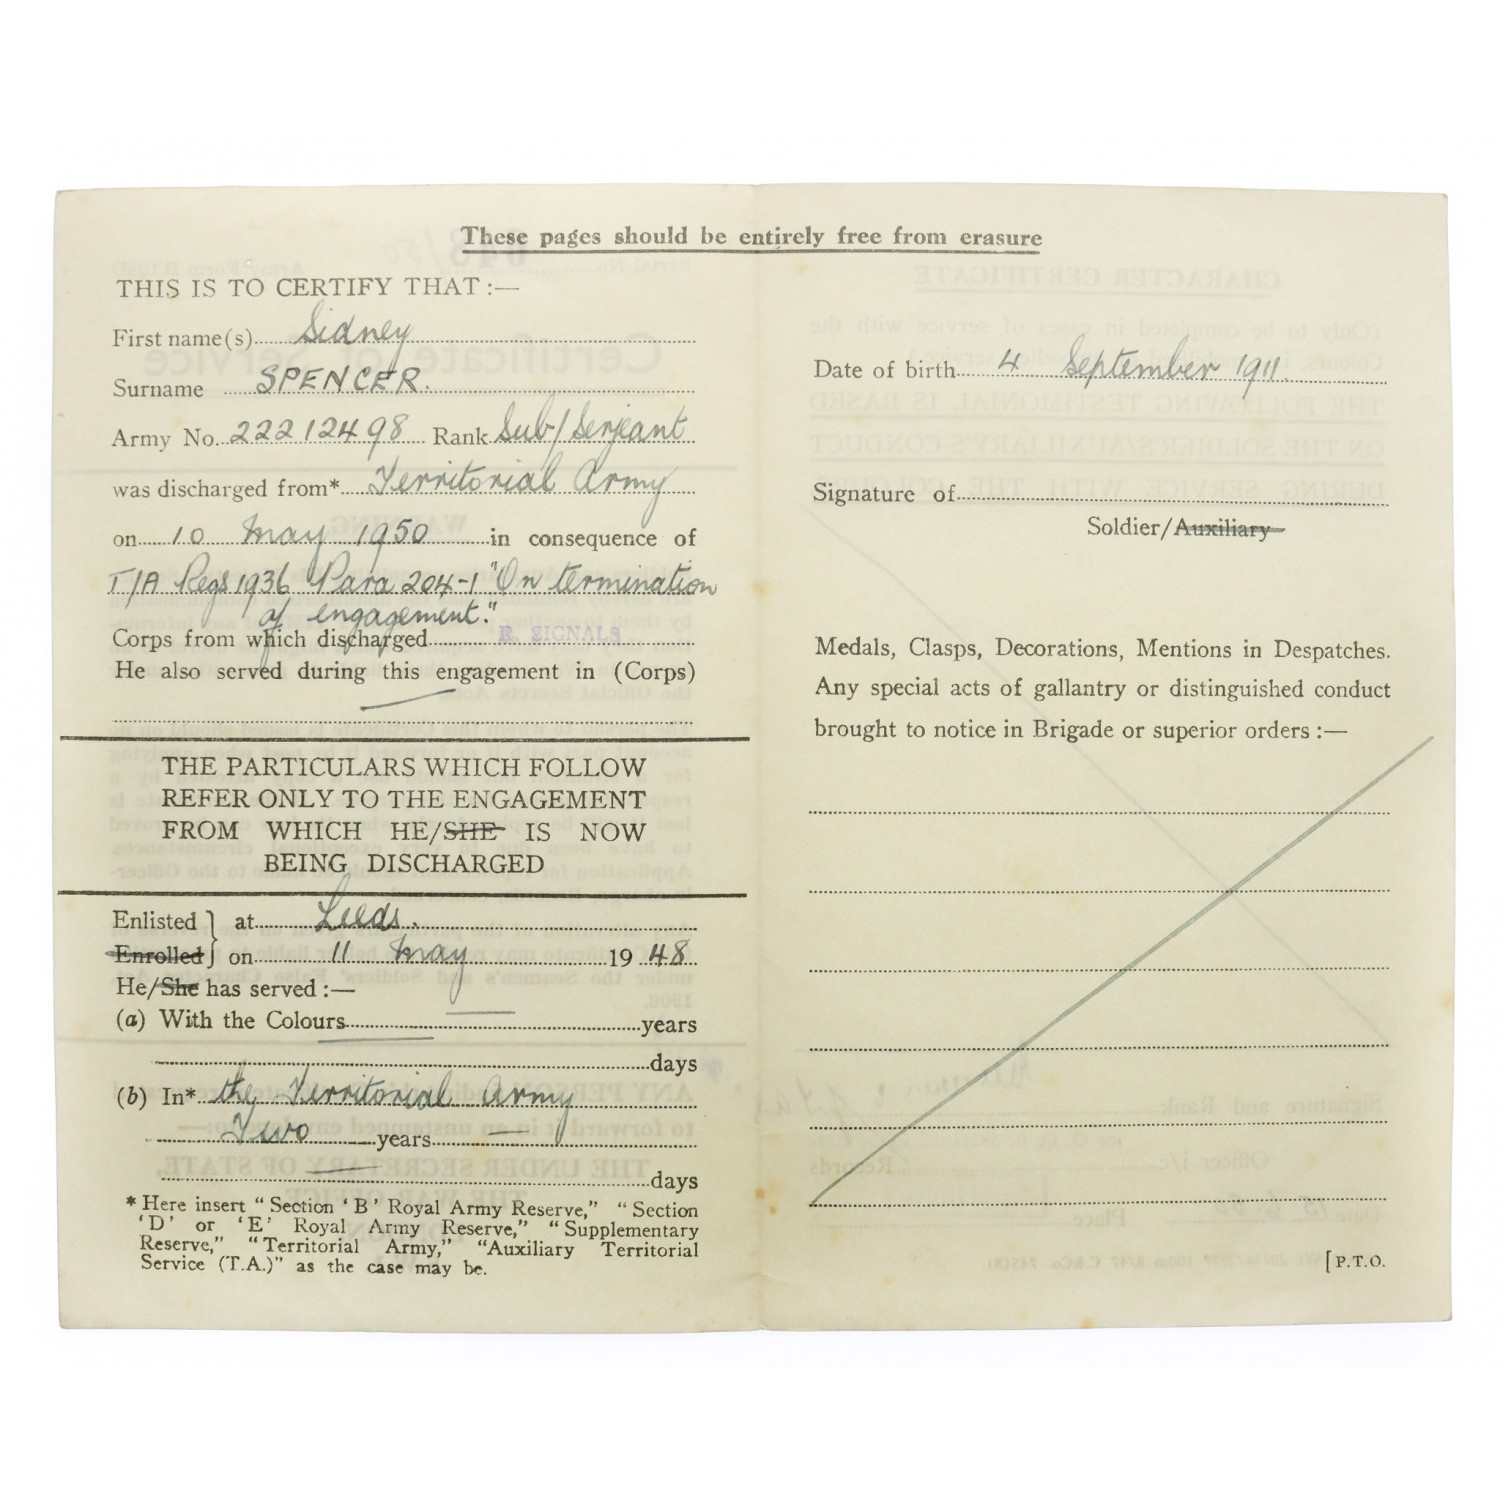 These pages should be entirely free from erasure
THIS IS TO CERTIFY THAT :—
First name(s) Sidney
Surname SPENCER.
Army No. 22212498 Rank Sub/Serjeant
was discharged from* Territorial Army
on 10 May 1950 in consequence of
T/A Regs 1936 Para 204-1 "On termination
of engagement."
Corps from which discharged R. SIGNALS
He also served during this engagement in (Corps)
—
THE PARTICULARS WHICH FOLLOW
REFER ONLY TO THE ENGAGEMENT
FROM WHICH HE/SHE IS NOW
BEING DISCHARGED
Enlisted } at Leeds.
Enrolled } on 11 May 1948
He/She has served :—
(a) With the Colours — years
— days
(b) In* the Territorial Army
Two years —
— days
* Here insert "Section 'B' Royal Army Reserve," "Section
'D' or 'E' Royal Army Reserve," "Supplementary
Reserve," "Territorial Army," "Auxiliary Territorial
Service (T.A.)" as the case may be.
Date of birth 4 September 1911.
Signature of
Soldier/Auxiliary
Medals, Clasps, Decorations, Mentions in Despatches.
Any special acts of gallantry or distinguished conduct
brought to notice in Brigade or superior orders :—
[P.T.O.